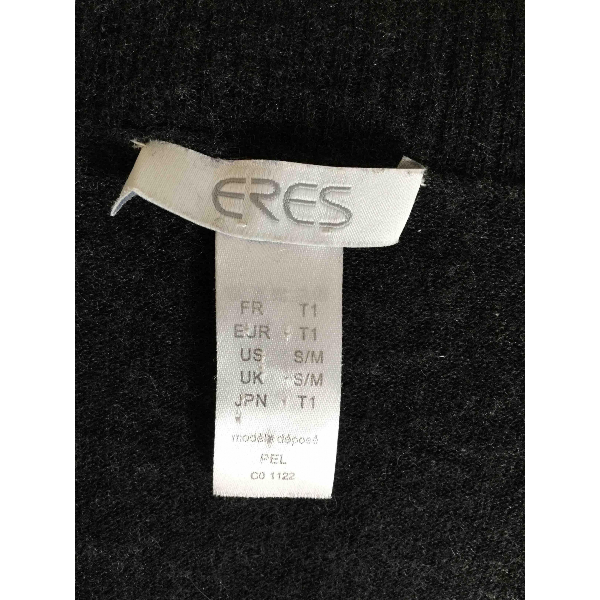 ERES
FR T1
EUR T1
US S/M
UK S/M
JPN T1
modèle déposé
PEL
C0 1122